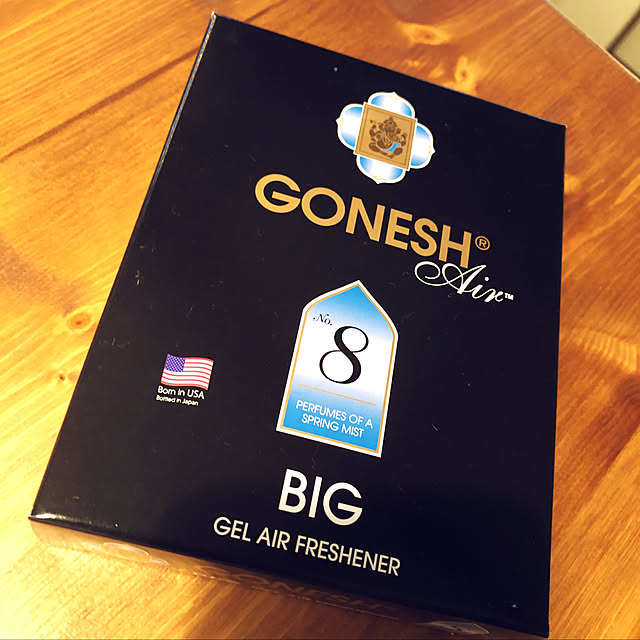 GONESH®
Air™
No.
8
PERFUMES OF A
SPRING MIST
Born in USA
Bottled in Japan
BIG
GEL AIR FRESHENER